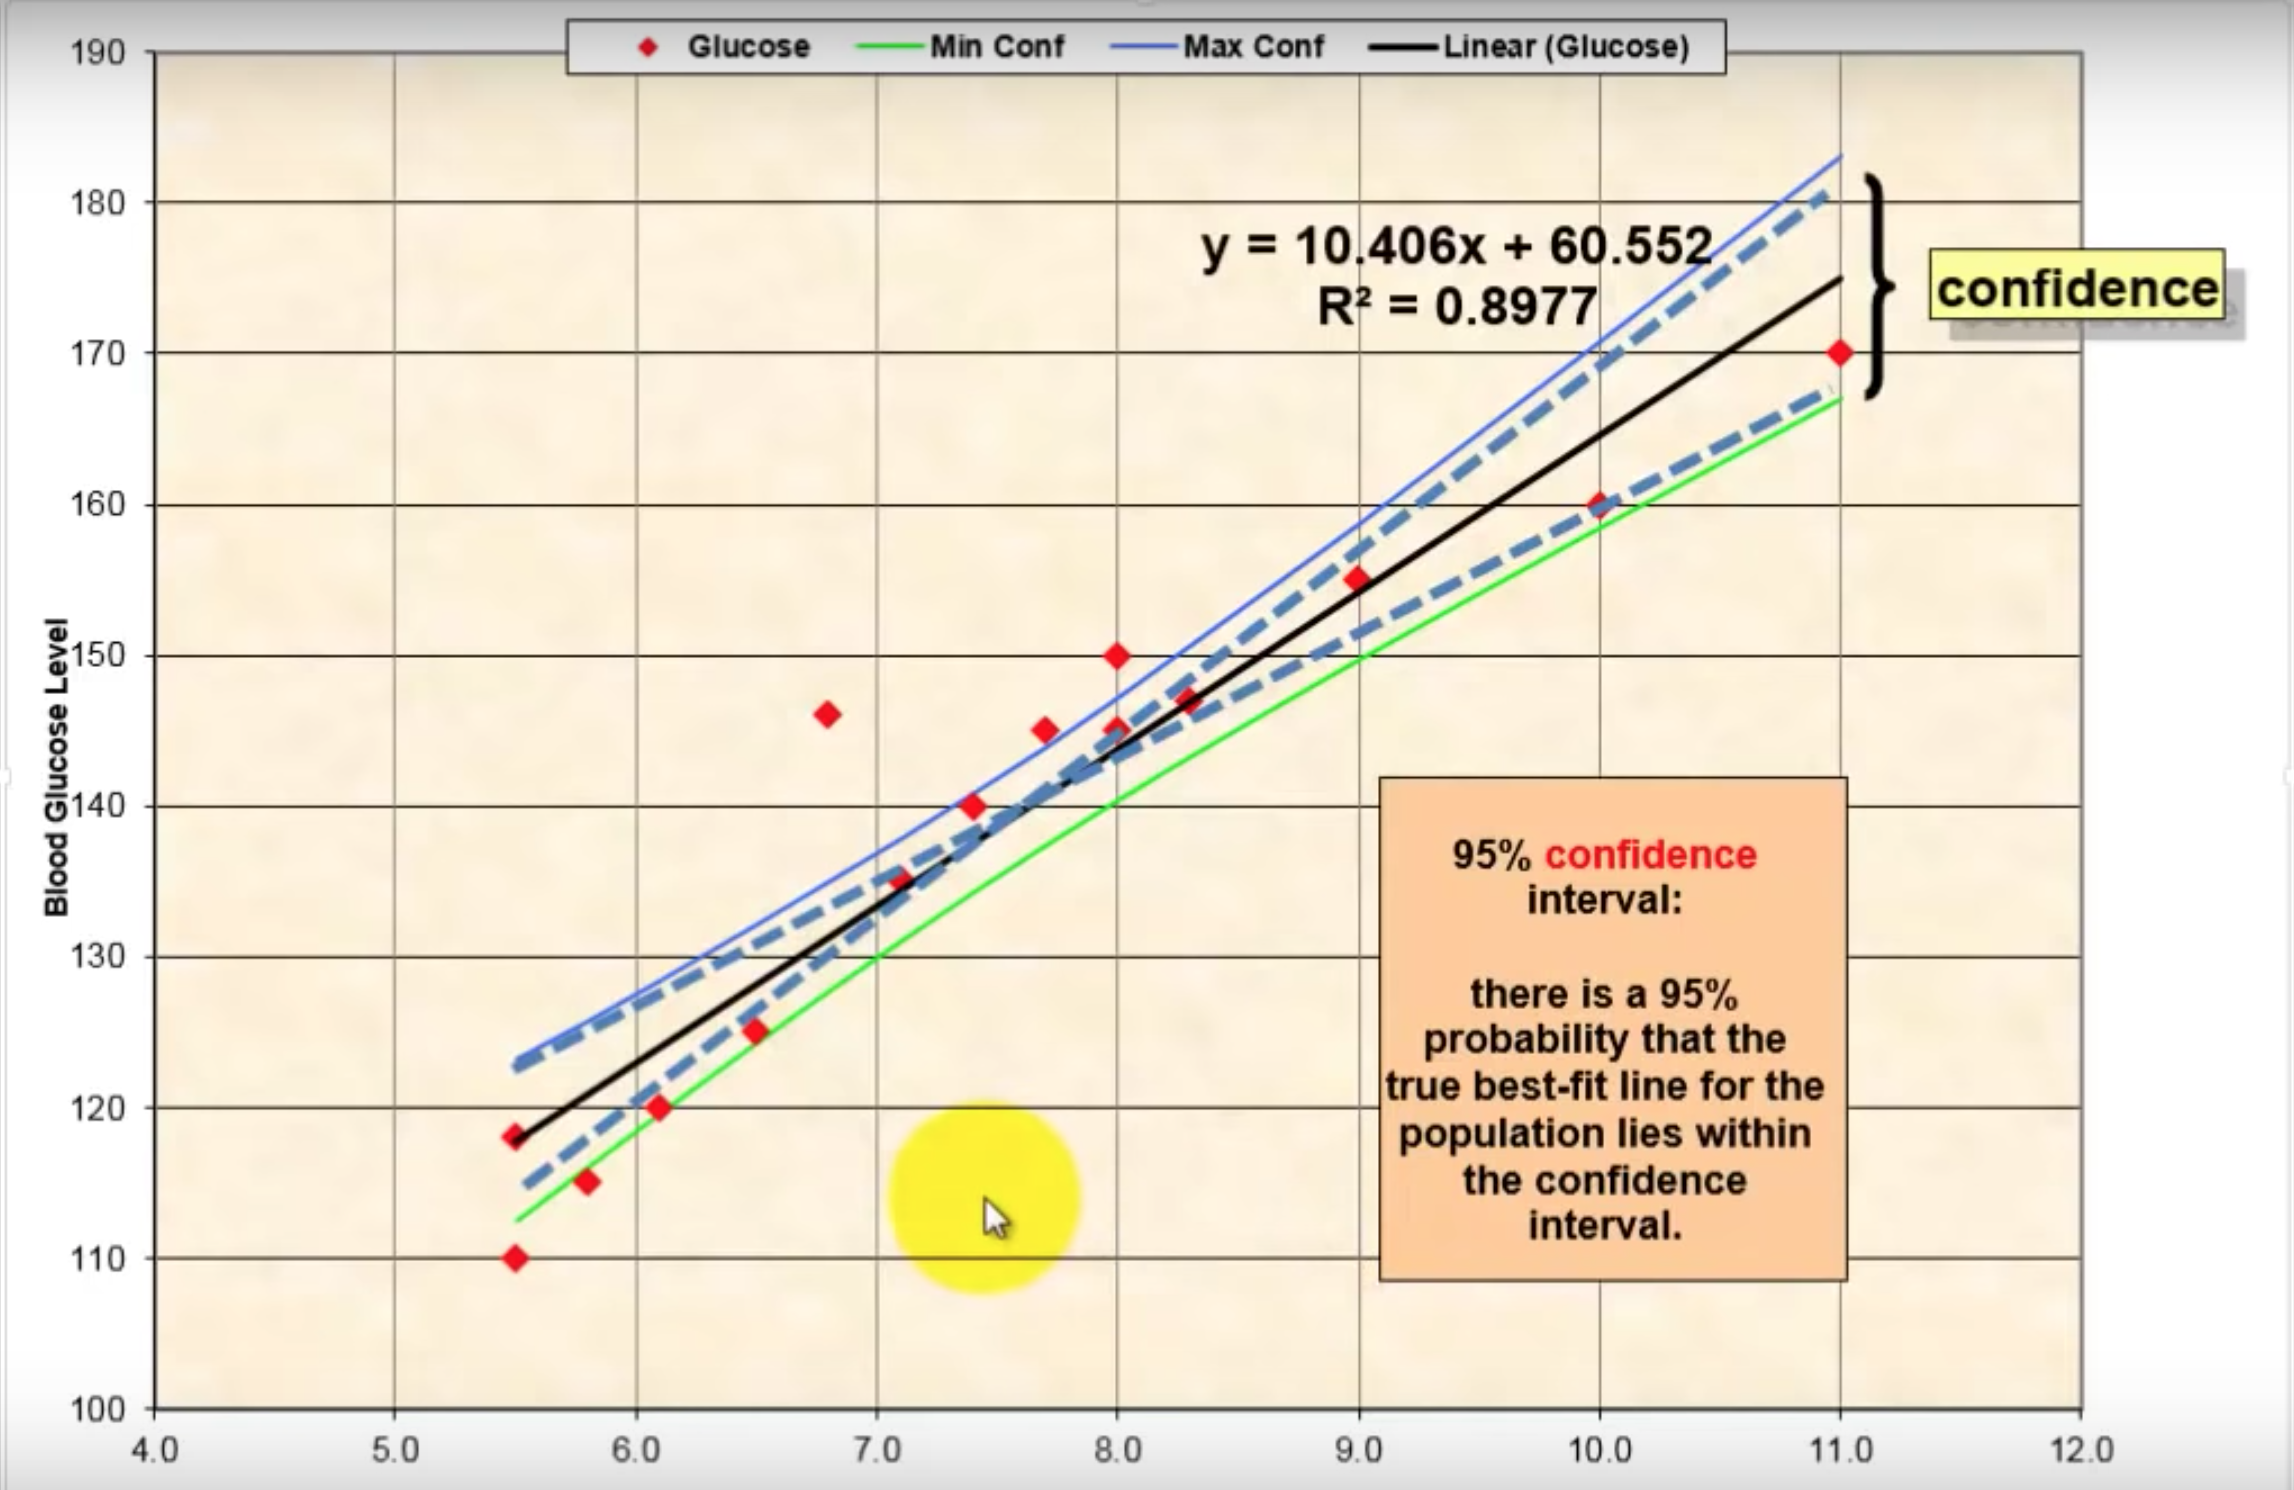 Glucose Min Conf Max Conf Linear (Glucose)
190
180
170
160
150
140
130
120
110
100
Blood Glucose Level
y = 10.406x + 60.552
R² = 0.8977
confidence
95% confidence
interval:
there is a 95%
probability that the
true best-fit line for the
population lies within
the confidence
interval.
4.0 5.0 6.0 7.0 8.0 9.0 10.0 11.0 12.0